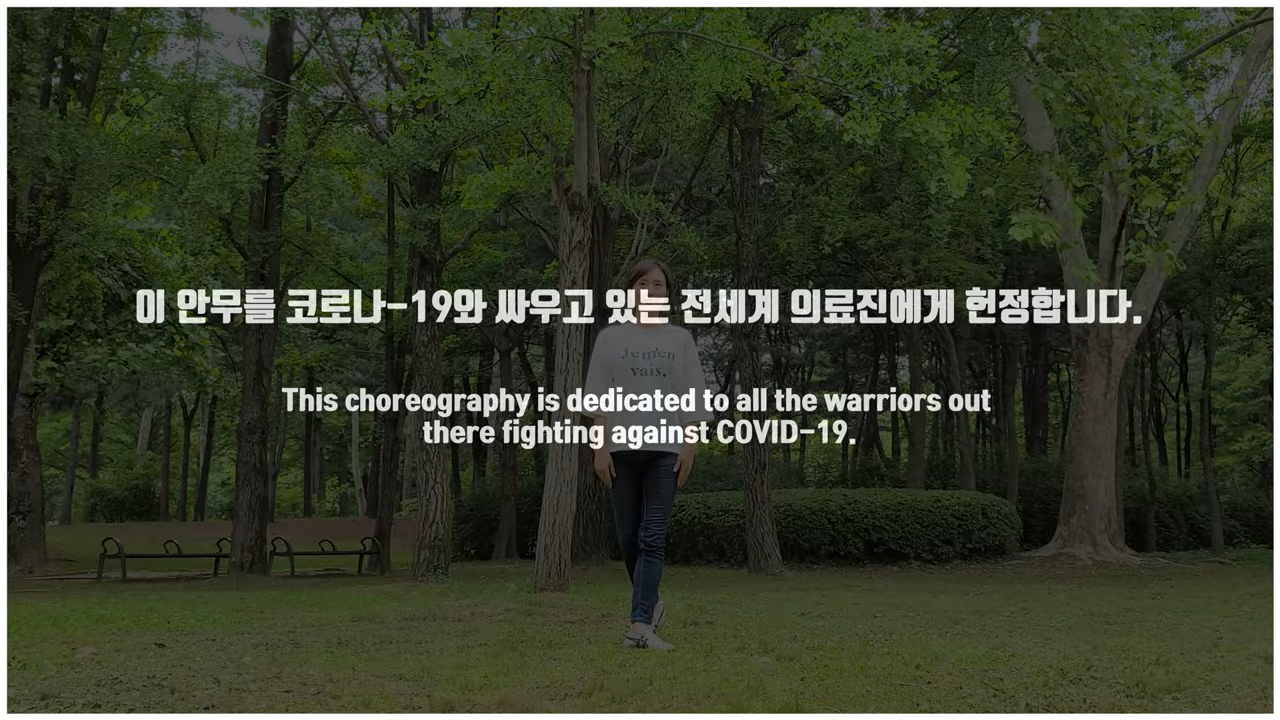 이 안무를 코로나-19와 싸우고 있는 전세계 의료진에게 헌정합니다.
Jem'en
vais,
This choreography is dedicated to all the warriors out
there fighting against COVID-19.